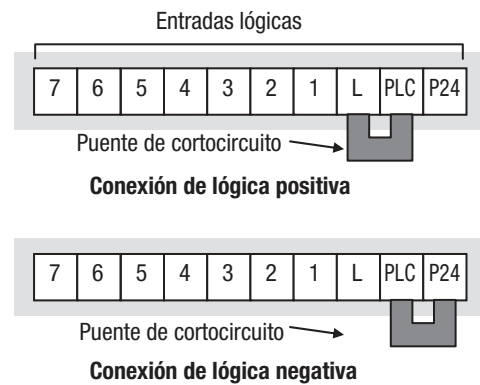 Entradas lógicas
7 6 5 4 3 2 1 L PLC P24
Puente de cortocircuito
Conexión de lógica positiva
7 6 5 4 3 2 1 L PLC P24
Puente de cortocircuito
Conexión de lógica negativa